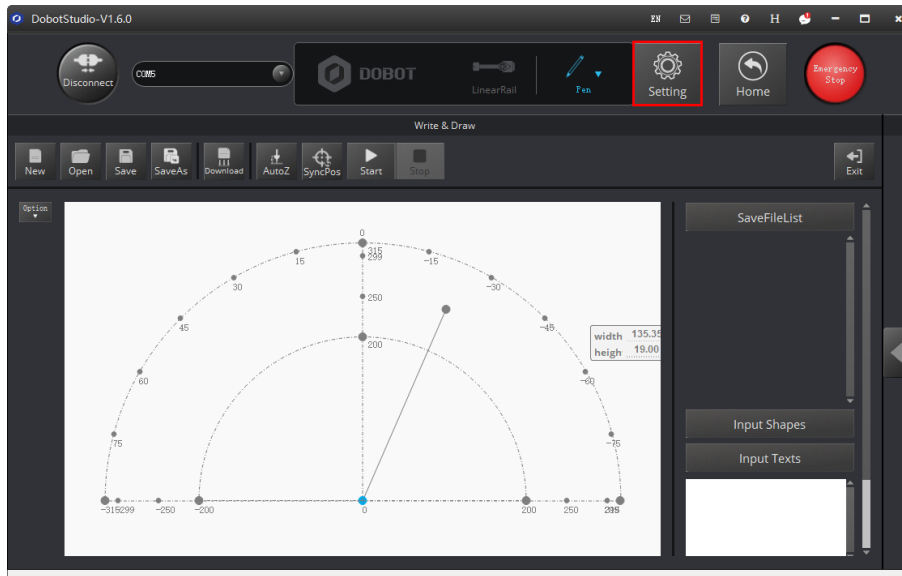 DobotStudio-V1.6.0
EN
H
Disconnect
COM5
DOBOT
LinearRail
Pen
Setting
Home
Emergency
Stop
Write & Draw
New
Open
Save
SaveAs
Download
AutoZ
SyncPos
Start
Stop
Exit
Option
SaveFileList
0
315
299
15
-15
30
-30
250
45
-45
200
width 135.35
heigh 19.00
60
-60
75
-75
-315
299
-250
-200
0
200
250
Input Shapes
Input Texts